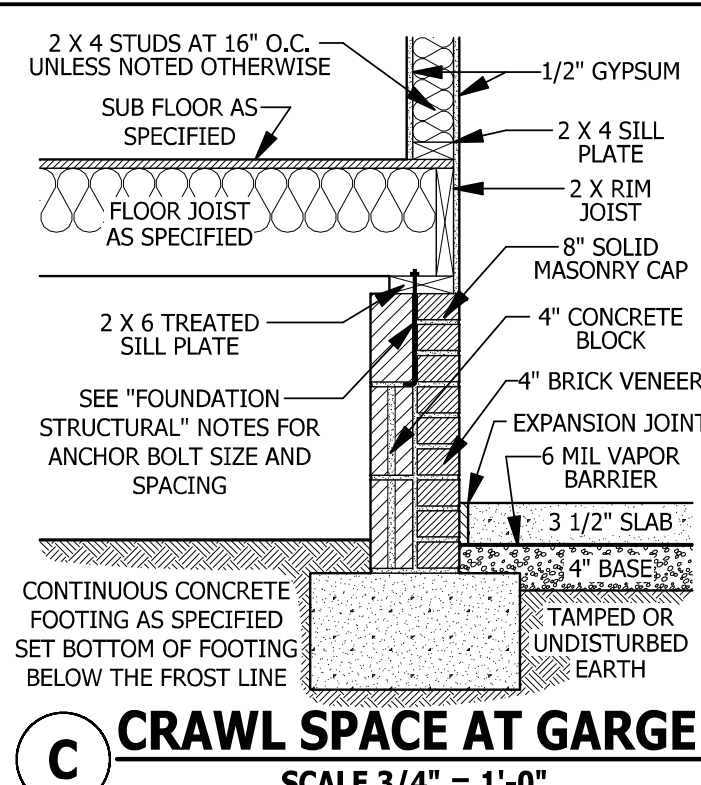 2 X 4 STUDS AT 16" O.C.
UNLESS NOTED OTHERWISE
SUB FLOOR AS
SPECIFIED
FLOOR JOIST
AS SPECIFIED
2 X 6 TREATED
SILL PLATE
SEE "FOUNDATION
STRUCTURAL" NOTES FOR
ANCHOR BOLT SIZE AND
SPACING
CONTINUOUS CONCRETE
FOOTING AS SPECIFIED
SET BOTTOM OF FOOTING
BELOW THE FROST LINE
1/2" GYPSUM
2 X 4 SILL
PLATE
2 X RIM
JOIST
8" SOLID
MASONRY CAP
4" CONCRETE
BLOCK
4" BRICK VENEER
EXPANSION JOINT
6 MIL VAPOR
BARRIER
3 1/2" SLAB
4" BASE
TAMPED OR
UNDISTURBED
EARTH
C
CRAWL SPACE AT GARGE
SCALE 3/4" = 1'-0"